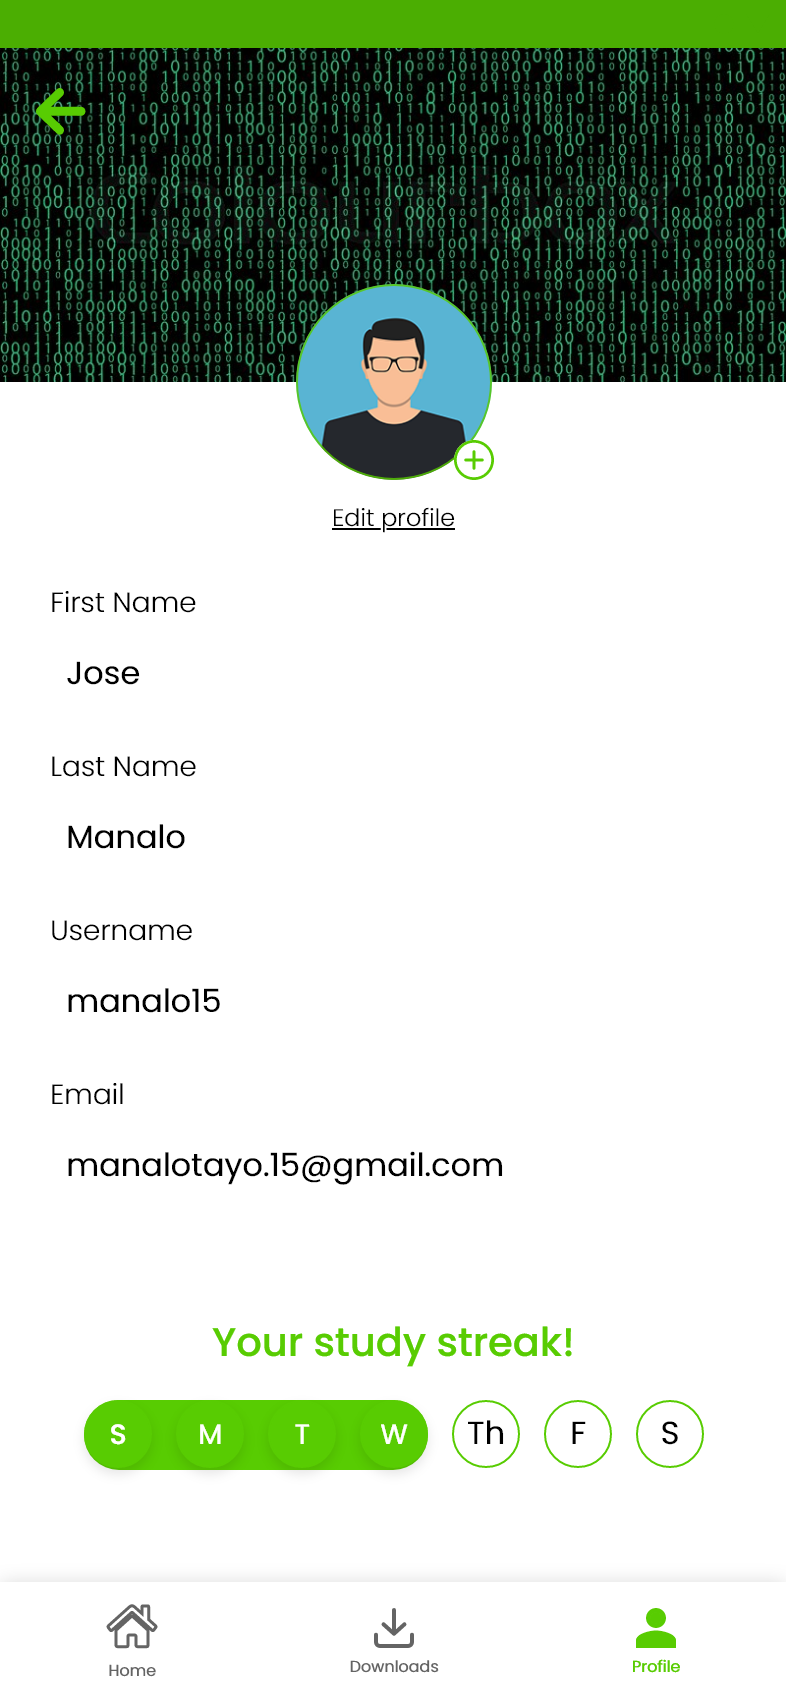 Edit profile
First Name
Jose
Last Name
Manalo
Username
manalo15
Email
manalotayo.15@gmail.com
Your study streak!
S M T W Th F S
Home Downloads Profile